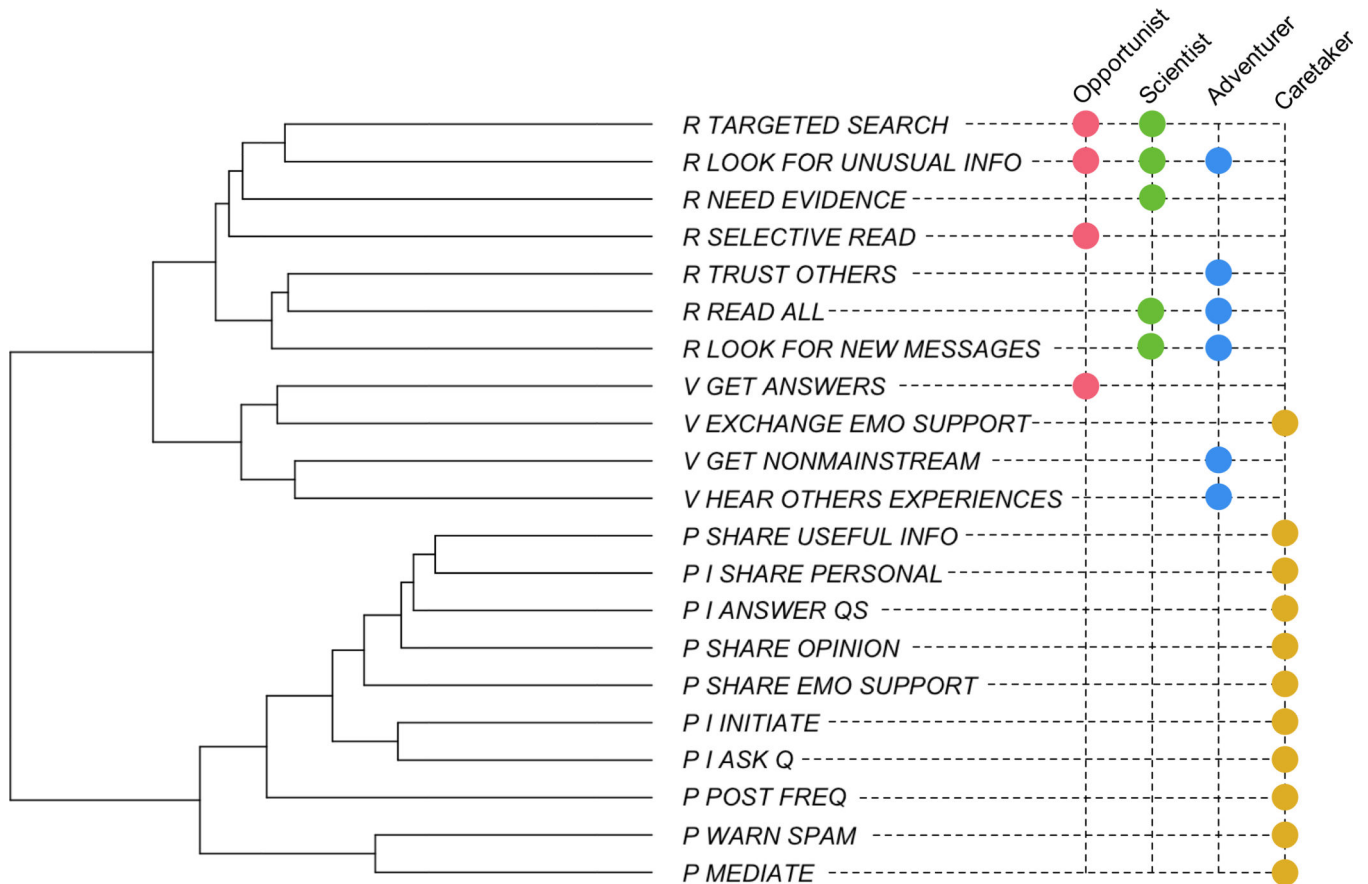 Opportunist
Scientist
Adventurer
Caretaker
R TARGETED SEARCH
R LOOK FOR UNUSUAL INFO
R NEED EVIDENCE
R SELECTIVE READ
R TRUST OTHERS
R READ ALL
R LOOK FOR NEW MESSAGES
V GET ANSWERS
V EXCHANGE EMO SUPPORT
V GET NONMAINSTREAM
V HEAR OTHERS EXPERIENCES
P SHARE USEFUL INFO
P I SHARE PERSONAL
P I ANSWER QS
P SHARE OPINION
P SHARE EMO SUPPORT
P I INITIATE
P I ASK Q
P POST FREQ
P WARN SPAM
P MEDIATE